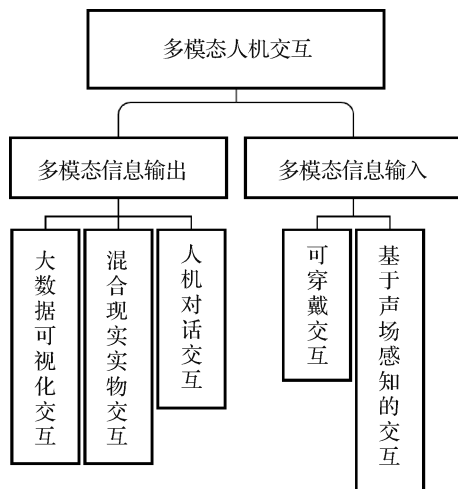 多模态人机交互
多模态信息输出
多模态信息输入
大数据可视化交互
混合现实实物交互
人机对话交互
可穿戴交互
基于声场感知的交互